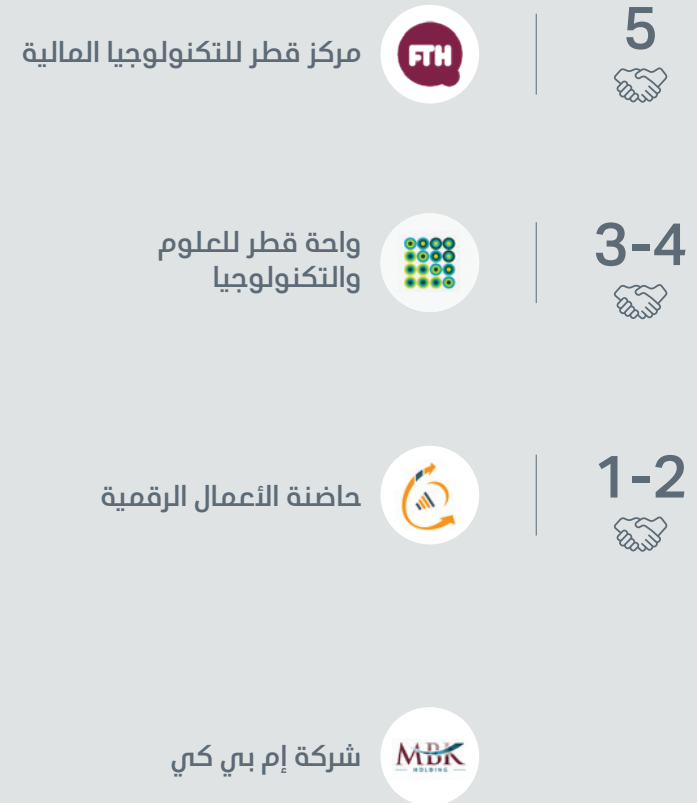 5
FTH
مركز قطر للتكنولوجيا المالية
3-4
واحة قطر للعلوم
والتكنولوجيا
1-2
حاضنة الأعمال الرقمية
MBK
HOLDING
شركة إم بي كي